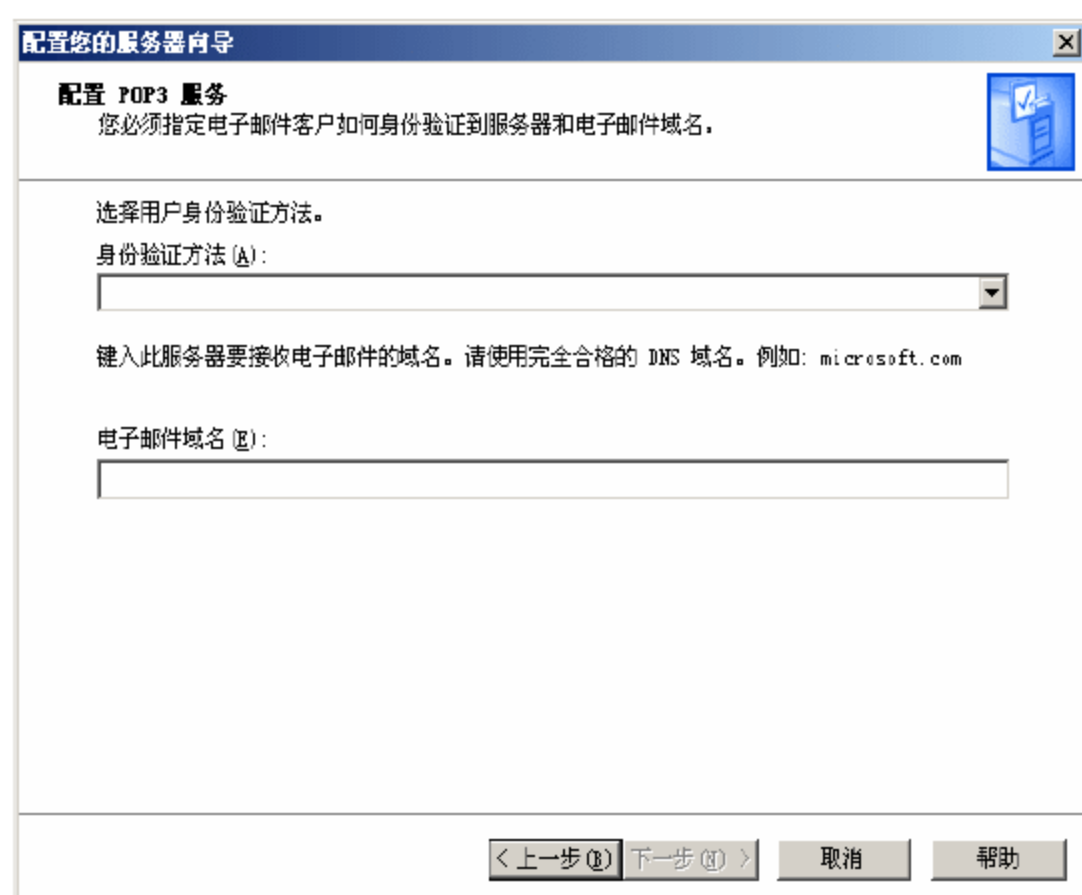 配置您的服务器向导
配置 POP3 服务
您必须指定电子邮件客户如何身份验证到服务器和电子邮件域名。
选择用户身份验证方法。
身份验证方法(A):
键入此服务器要接收电子邮件的域名。请使用完全合格的 DNS 域名。例如: microsoft.com
电子邮件域名(E):
< 上一步(B) 下一步(N) > 取消 帮助